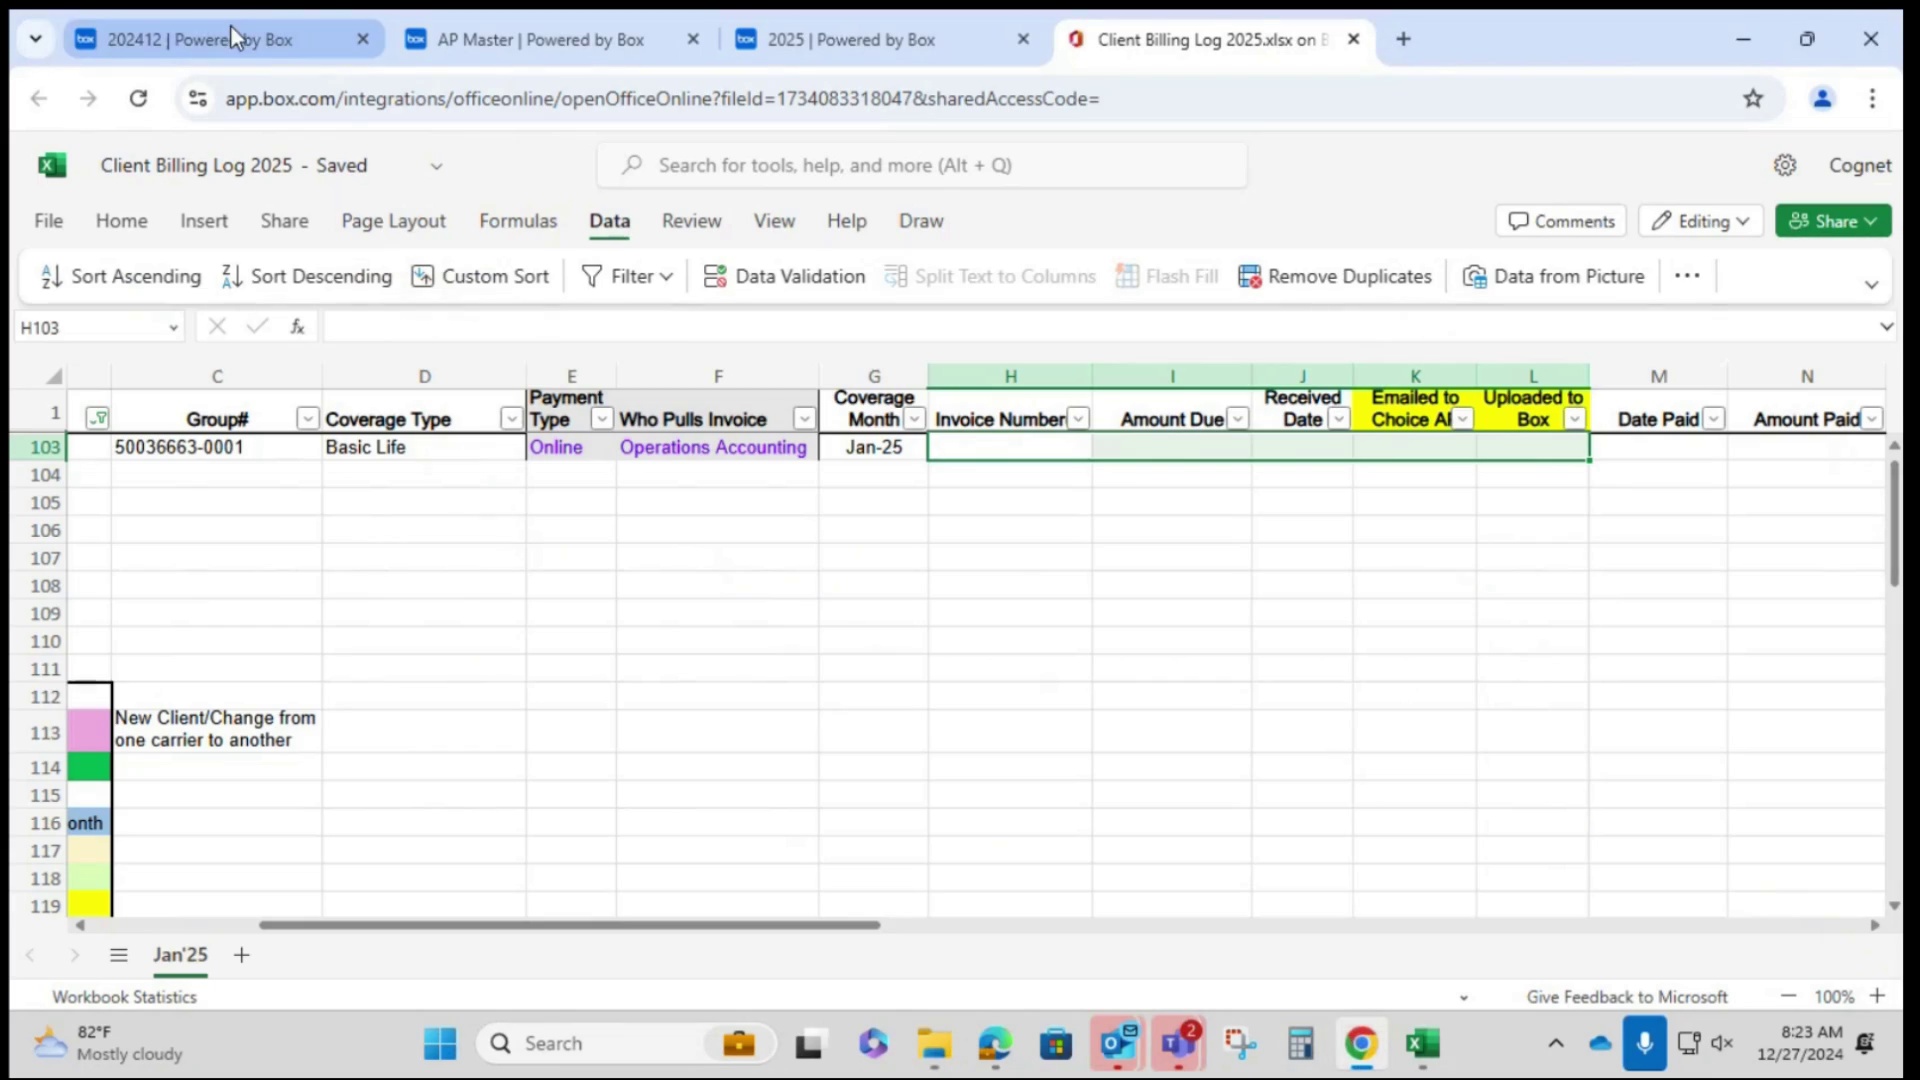 202412 | Powered by Box
AP Master | Powered by Box
2025 | Powered by Box
Client Billing Log 2025.xlsx on B
app.box.com/integrations/officeonline/openOfficeOnline?fileId=1734083318047&sharedAccessCode=
Client Billing Log 2025 - Saved
Search for tools, help, and more (Alt + Q)
Cognet
File Home Insert Share Page Layout Formulas Data Review View Help Draw
Comments Editing Share
Sort Ascending Sort Descending Custom Sort Filter Data Validation Split Text to Columns Flash Fill Remove Duplicates Data from Picture ...
H103 fx
C D E F G H I J K L M N
1 Group# Coverage Type Payment Type Who Pulls Invoice Coverage Month Invoice Number Amount Due Received Date Emailed to Choice AP Uploaded to Box Date Paid Amount Paid
103 50036663-0001 Basic Life Online Operations Accounting Jan-25
104
105
106
107
108
109
110
111
112
113 New Client/Change from
one carrier to another
114
115
116 onth
117
118
119
Jan'25
Workbook Statistics
Give Feedback to Microsoft
100%
82°F
Mostly cloudy
Search
2
8:23 AM
12/27/2024